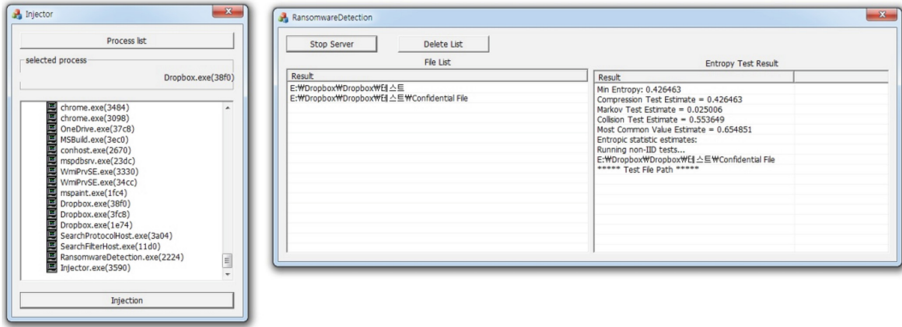 Injector
Process list
selected process
Dropbox.exe(38f0)
chrome.exe(3484)
chrome.exe(3098)
OneDrive.exe(37c8)
MSBuild.exe(3ec0)
conhost.exe(2670)
mspdbsrv.exe(23dc)
WmiPrvSE.exe(3330)
WmiPrvSE.exe(34cc)
mspaint.exe(1fc4)
Dropbox.exe(38f0)
Dropbox.exe(3fc8)
Dropbox.exe(1e74)
SearchProtocolHost.exe(3a04)
SearchFilterHost.exe(11d0)
RansomwareDetection.exe(2224)
Injector.exe(3590)
Injection
RansomwareDetection
Stop Server
Delete List
File List
Result
E:₩Dropbox₩Dropbox₩테스트
E:₩Dropbox₩Dropbox₩테스트₩Confidential File
Entropy Test Result
Result
Min Entropy: 0.426463
Compression Test Estimate = 0.426463
Markov Test Estimate = 0.025006
Collision Test Estimate = 0.553649
Most Common Value Estimate = 0.654851
Entropic statistic estimates:
Running non-IID tests...
E:₩Dropbox₩Dropbox₩테스트₩Confidential File
***** Test File Path *****